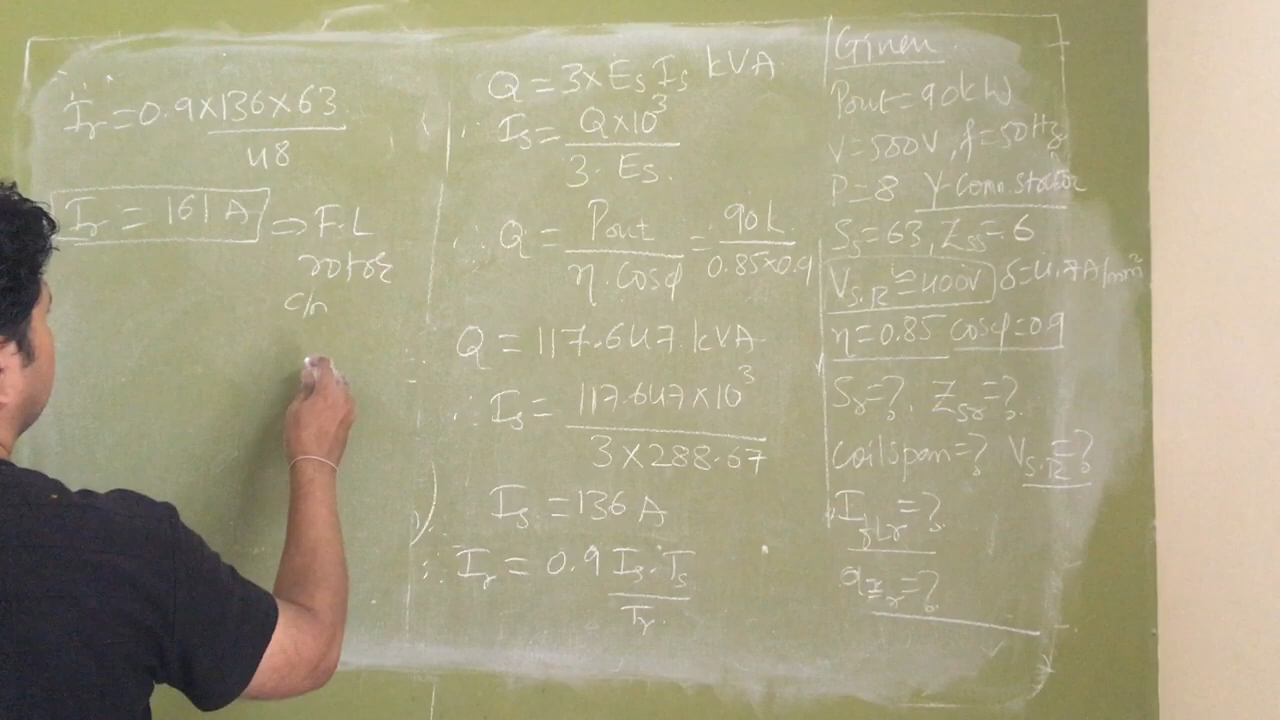 ∴ Ir = 0.9×136×63
48
Ir = 161A ⇒ F.L
rotor
c/n
Q = 3×Es Is kVA
∴ Is = Q×10³
3. Es.
∴ Q = Pout = 90k
η. cosφ 0.85×0.9
Q = 117.647 kVA
∴ Is = 117.647×10³
3×288.67
Is = 136 A
∴ Ir = 0.9 Is.Ts
Tr.
Given
Pout = 90kW
V=500V, f=50Hz
P=8 Y-Conn. stator
Ss=63, Zss=6
VS.R ≃ 400V δ=4.7A/mm²
η=0.85 cosφ=0.9
Sr=?, Zsr=?
coilspan=? VS.R=?
Iflr=?
azr=?